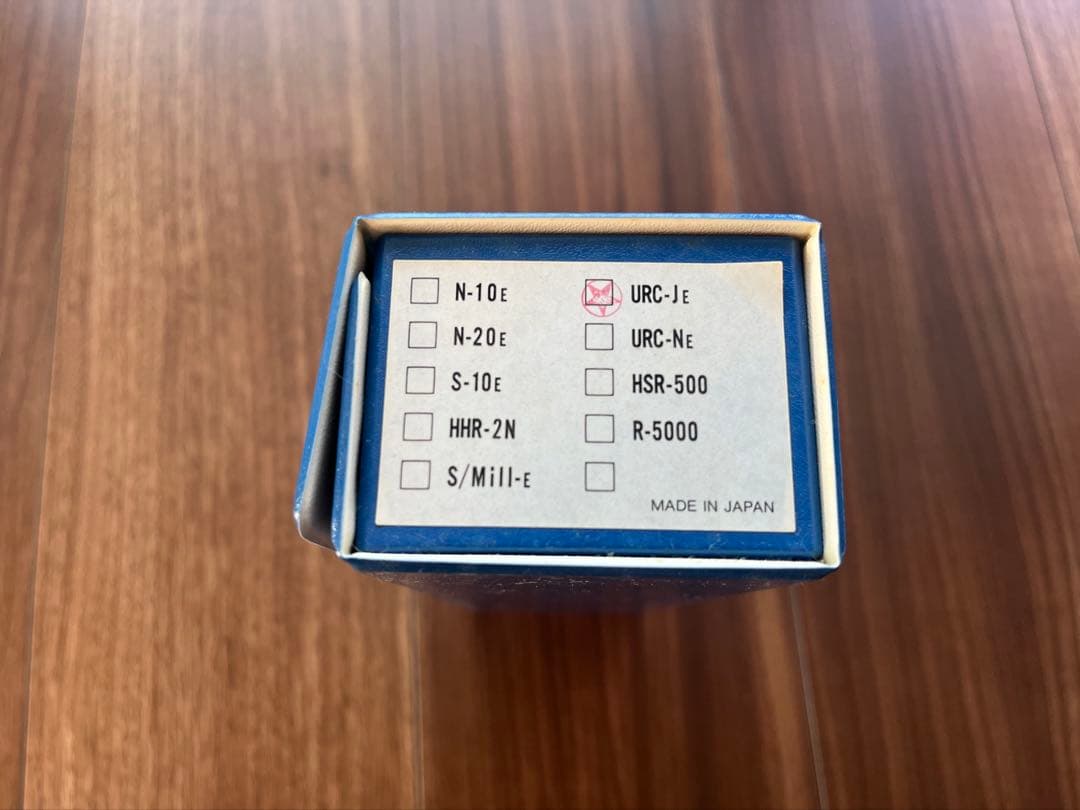 N-10E
N-20E
S-10E
HHR-2N
S/Mill-E
URC-JE
URC-NE
HSR-500
R-5000
MADE IN JAPAN